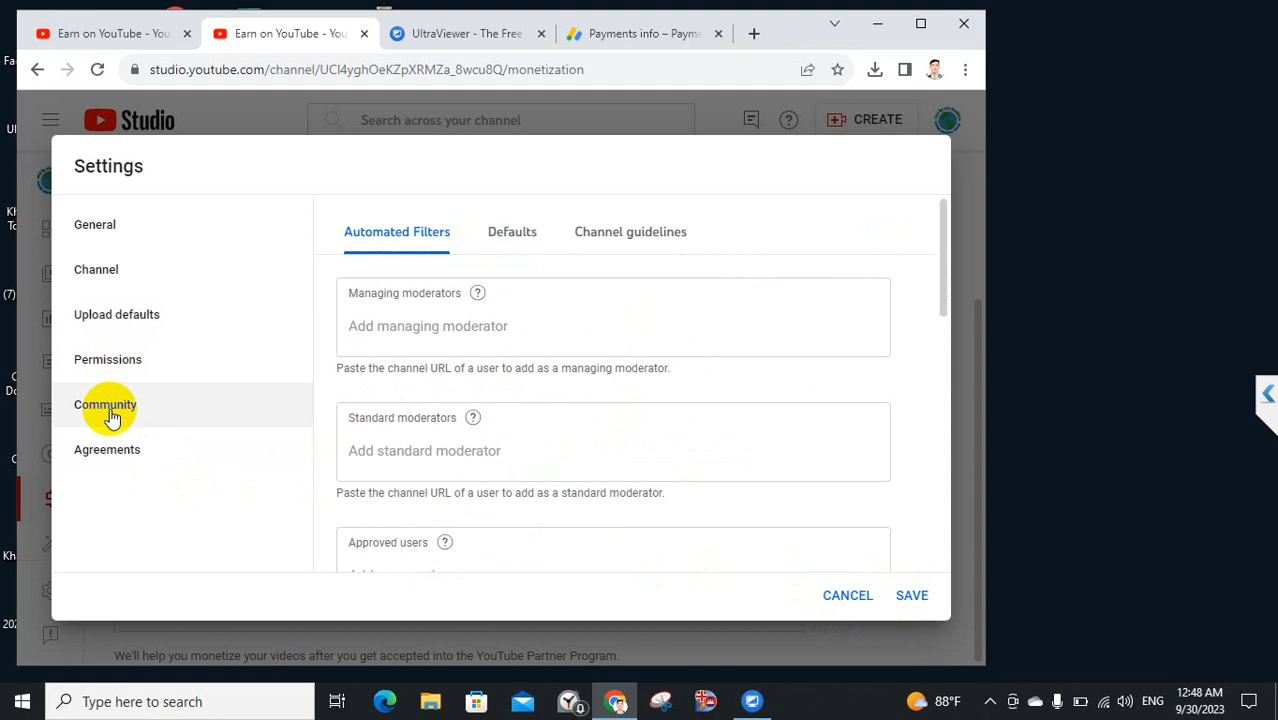 Earn on YouTube - You
Earn on YouTube - You
UltraViewer - The Free
Payments info – Payme
studio.youtube.com/channel/UCl4yghOeKZpXRMZa_8wcu8Q/monetization
Studio
Search across your channel
CREATE
Settings
General
Channel
Upload defaults
Permissions
Community
Agreements
Automated Filters
Defaults
Channel guidelines
Managing moderators
Add managing moderator
Paste the channel URL of a user to add as a managing moderator.
Standard moderators
Add standard moderator
Paste the channel URL of a user to add as a standard moderator.
Approved users
CANCEL
SAVE
We'll help you monetize your videos after you get accepted into the YouTube Partner Program.
Type here to search
88°F
ENG
12:48 AM
9/30/2023